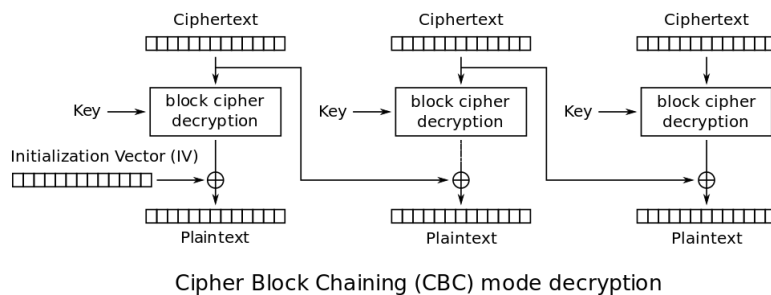 Ciphertext
Ciphertext
Ciphertext
Key
block cipher
decryption
Key
block cipher
decryption
Key
block cipher
decryption
Initialization Vector (IV)
Plaintext
Plaintext
Plaintext
Cipher Block Chaining (CBC) mode decryption